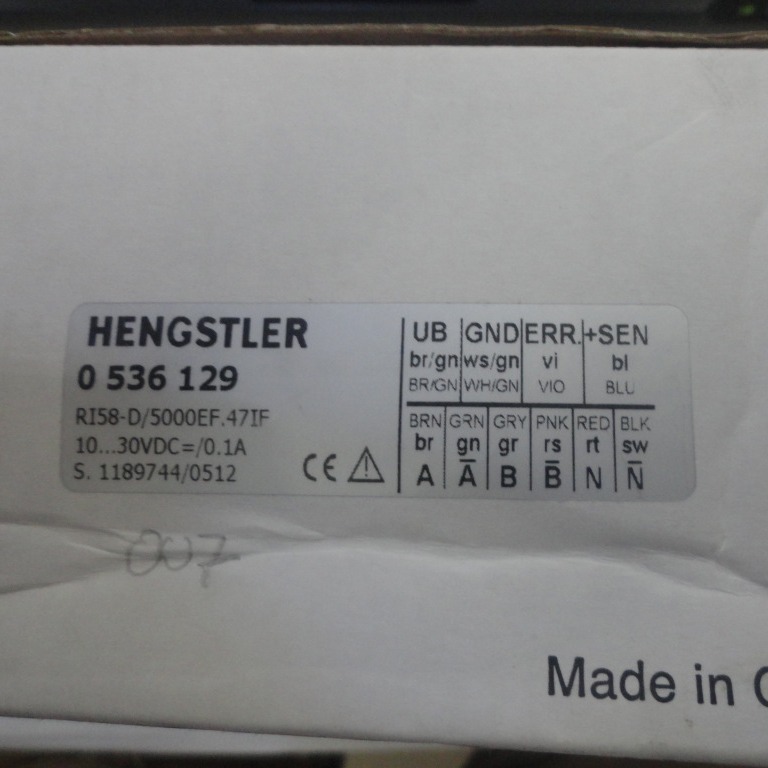 HENGSTLER
0 536 129
RI58-D/5000EF.47IF
10...30VDC=/0.1A
S. 1189744/0512
CE
UB GND ERR. +SEN
br/gn ws/gn vi bl
BR/GN WH/GN VIO BLU
BRN GRN GRY PNK RED BLK
br gn gr rs rt sw
A A̅ B B̅ N N̅
007
Made in